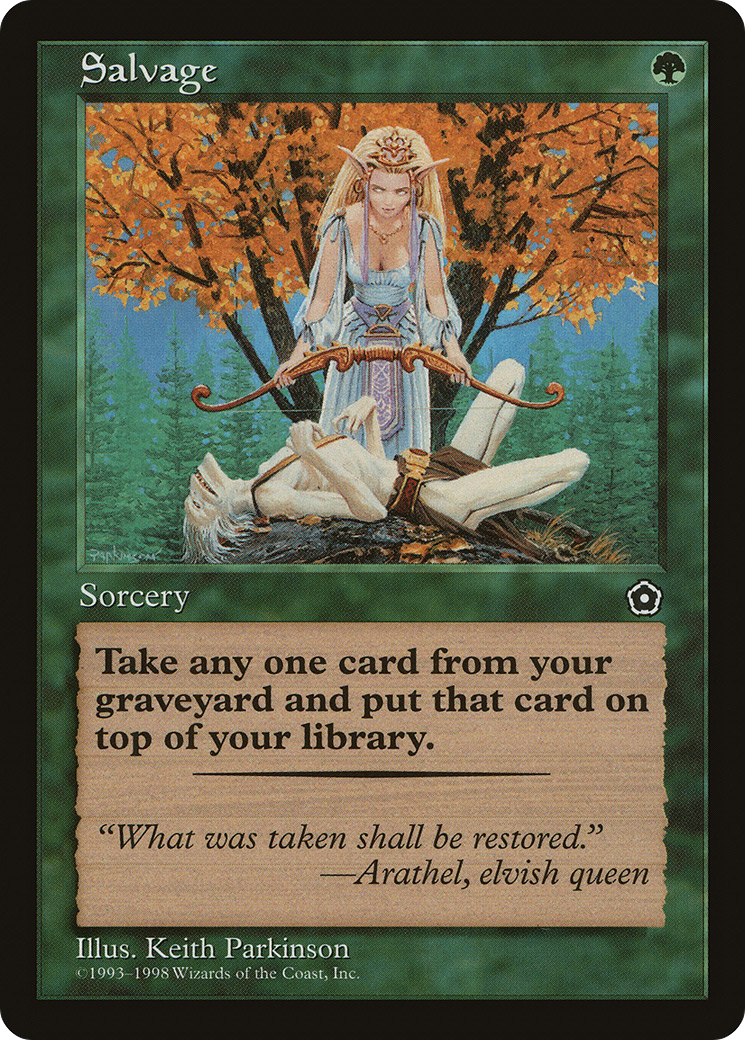 Salvage
Parkinson
Sorcery
Take any one card from your
graveyard and put that card on
top of your library.
“What was taken shall be restored.”
—Arathel, elvish queen
Illus. Keith Parkinson
©1993–1998 Wizards of the Coast, Inc.